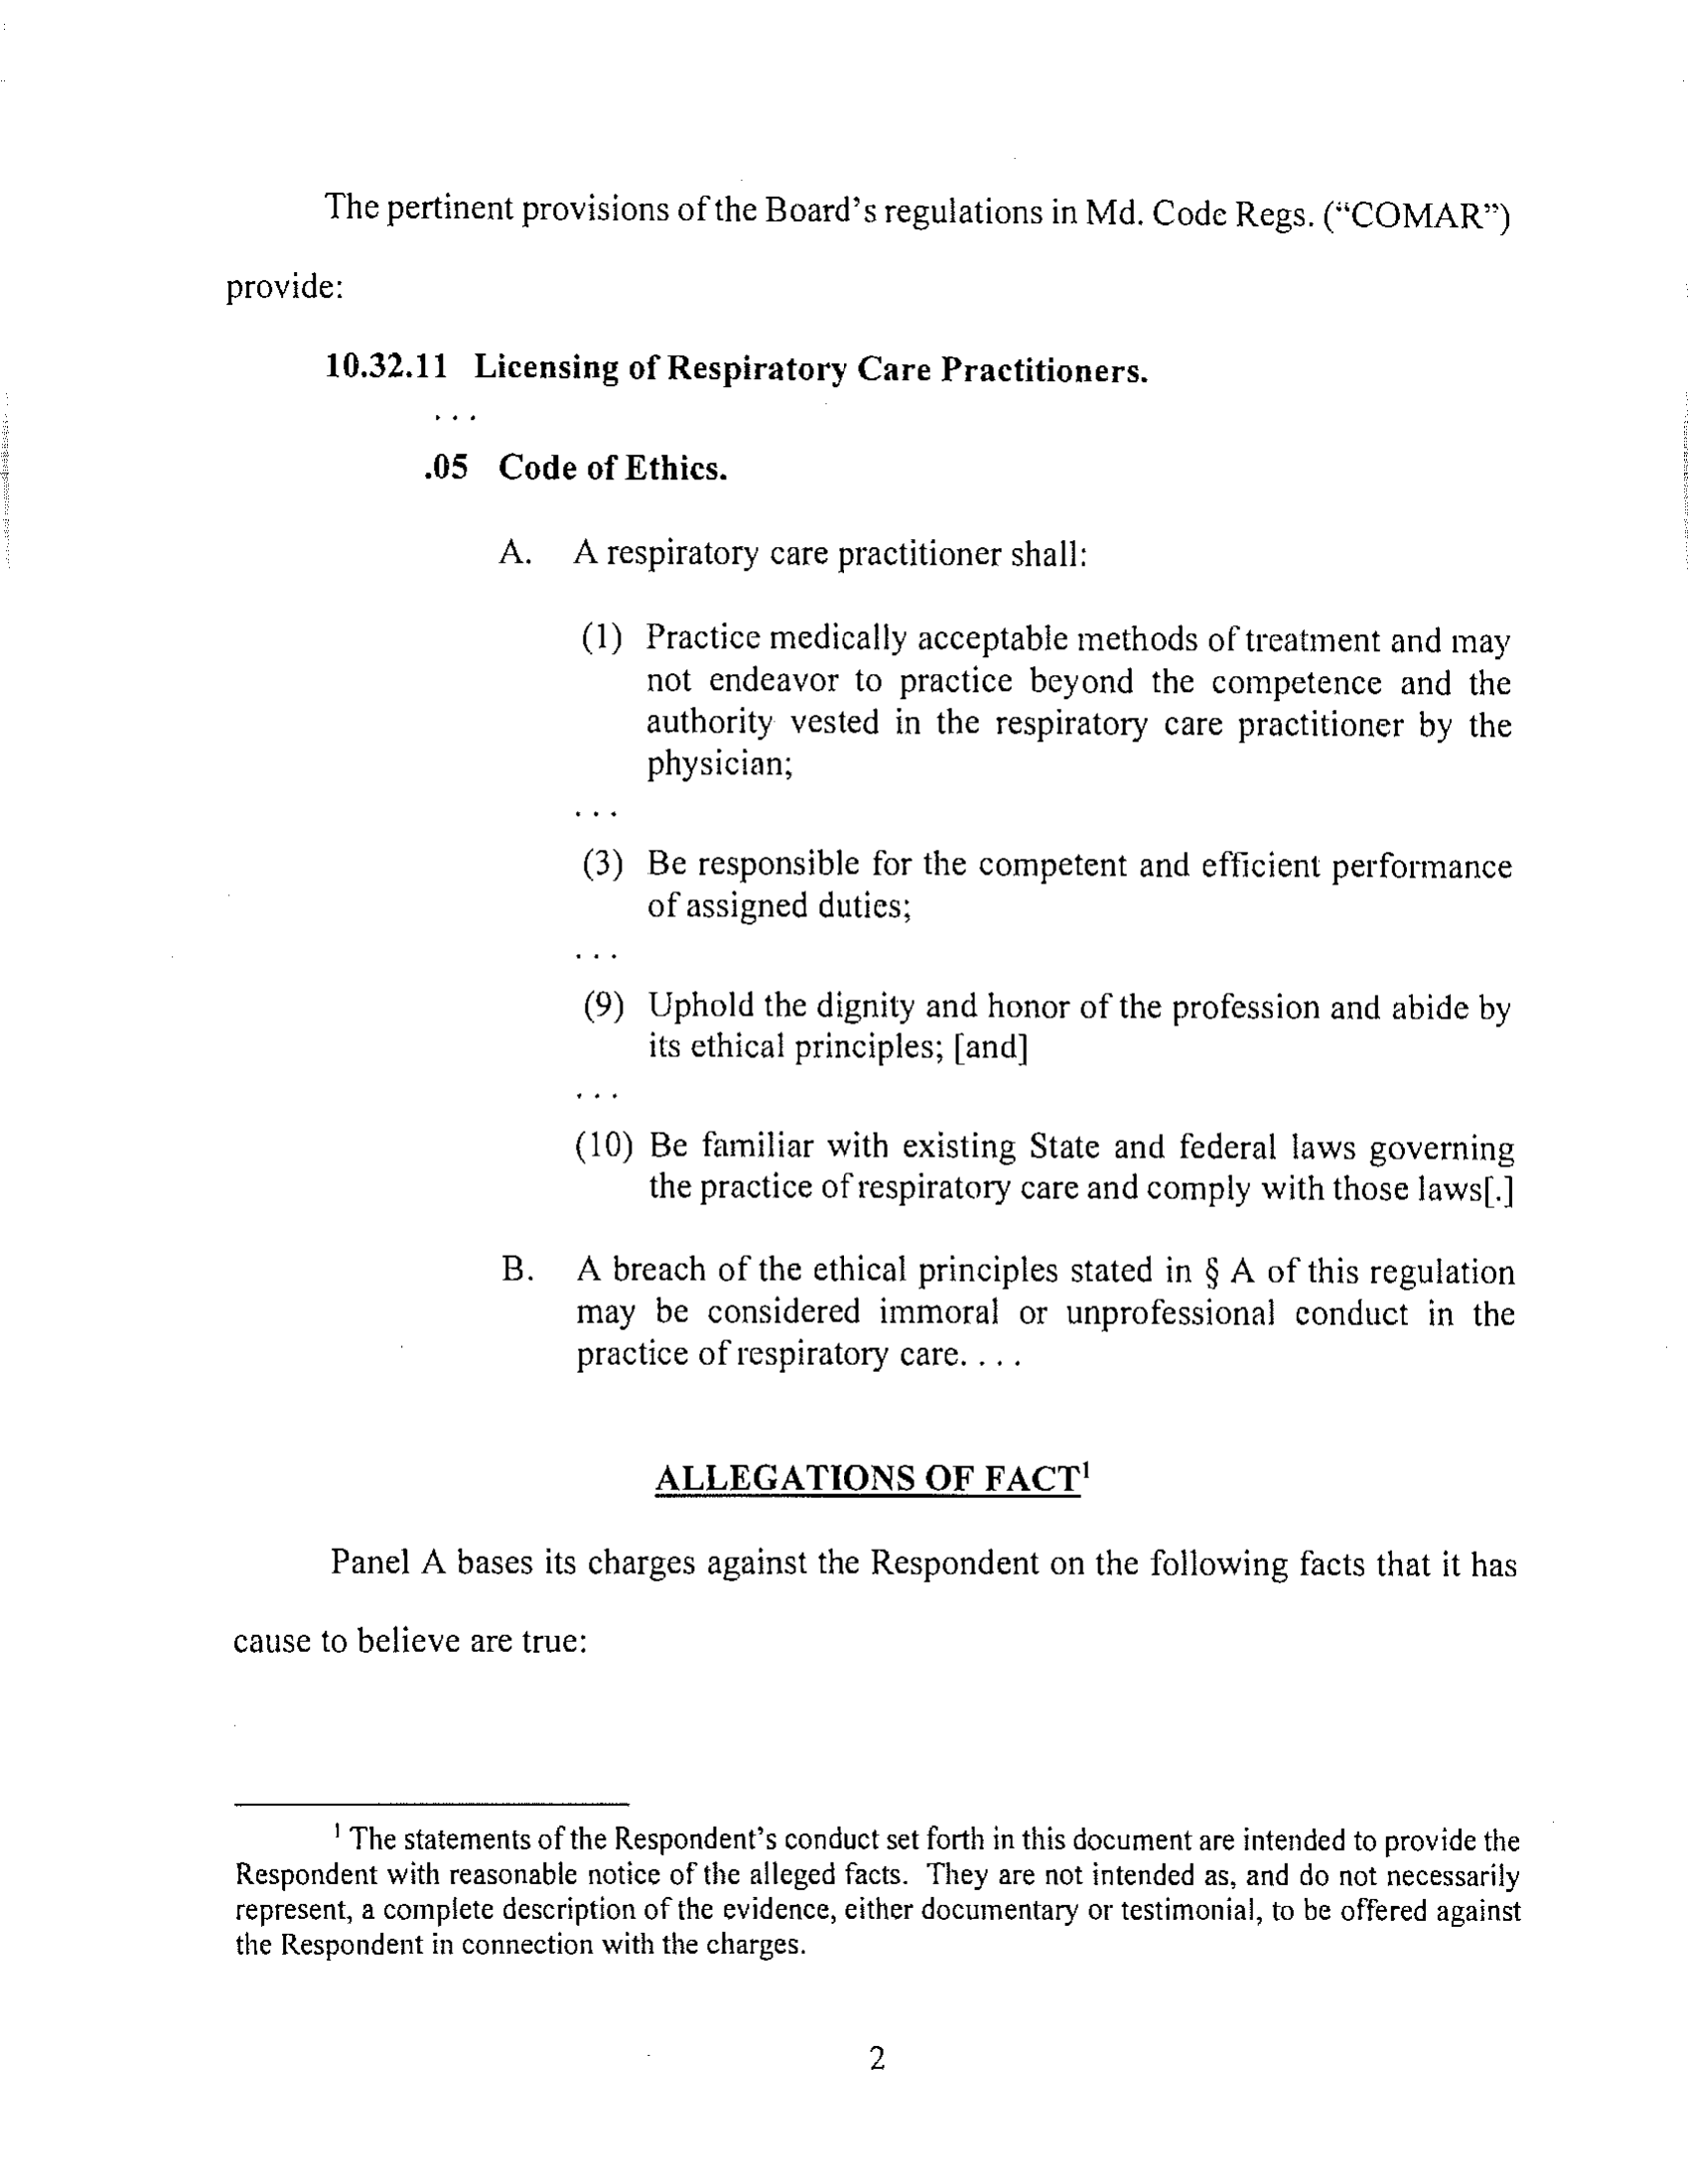 The pertinent provisions of the Board's regulations in Md. Code Regs. ("COMAR")
provide:
10.32.11 Licensing of Respiratory Care Practitioners.
. . .
.05 Code of Ethics.
A. A respiratory care practitioner shall:
(1) Practice medically acceptable methods of treatment and may
not endeavor to practice beyond the competence and the
authority vested in the respiratory care practitioner by the
physician;
. . .
(3) Be responsible for the competent and efficient performance
of assigned duties;
. . .
(9) Uphold the dignity and honor of the profession and abide by
its ethical principles; [and]
. . .
(10) Be familiar with existing State and federal laws governing
the practice of respiratory care and comply with those laws[.]
B. A breach of the ethical principles stated in § A of this regulation
may be considered immoral or unprofessional conduct in the
practice of respiratory care. . . .
ALLEGATIONS OF FACT¹
Panel A bases its charges against the Respondent on the following facts that it has
cause to believe are true:
¹ The statements of the Respondent's conduct set forth in this document are intended to provide the
Respondent with reasonable notice of the alleged facts. They are not intended as, and do not necessarily
represent, a complete description of the evidence, either documentary or testimonial, to be offered against
the Respondent in connection with the charges.
2